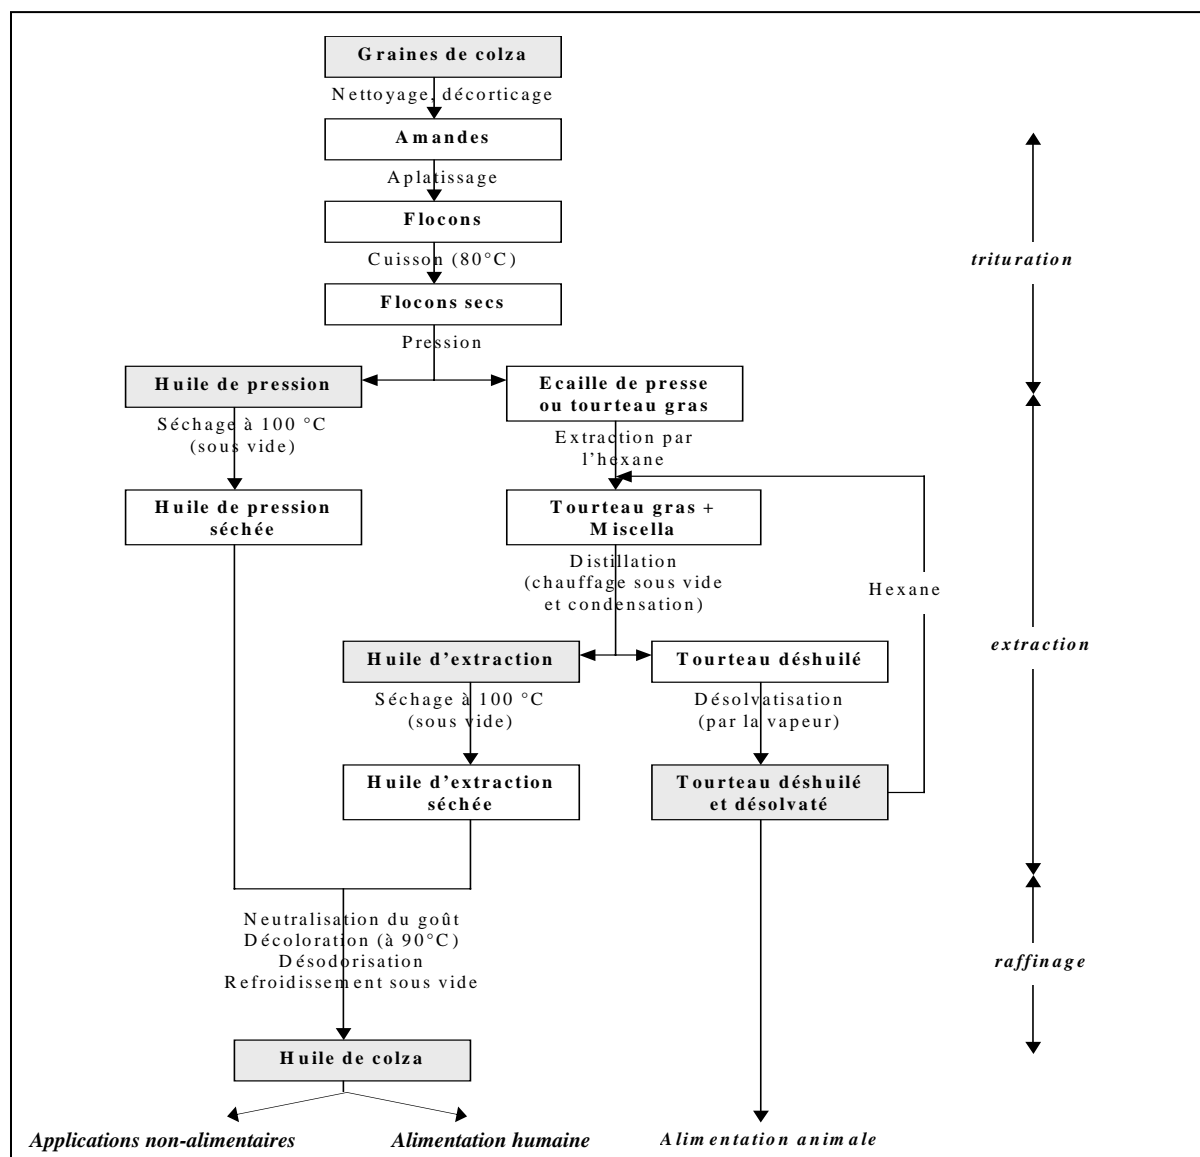 Graines de colza
Nettoyage, décorticage
Amandes
Aplatissage
Flocons
Cuisson (80°C)
trituration
Flocons secs
Pression
Huile de pression
Ecaille de presse
ou tourteau gras
Séchage à 100 °C
(sous vide)
Extraction par
l'hexane
Huile de pression
séchée
Tourteau gras +
Miscella
Distillation
(chauffage sous vide
et condensation)
Hexane
Huile d'extraction
Tourteau déshuilé
extraction
Séchage à 100 °C
(sous vide)
Désolvatisation
(par la vapeur)
Huile d'extraction
séchée
Tourteau déshuilé
et désolvaté
Neutralisation du goût
Décoloration (à 90°C)
Désodorisation
Refroidissement sous vide
raffinage
Huile de colza
Applications non-alimentaires
Alimentation humaine
Alimentation animale